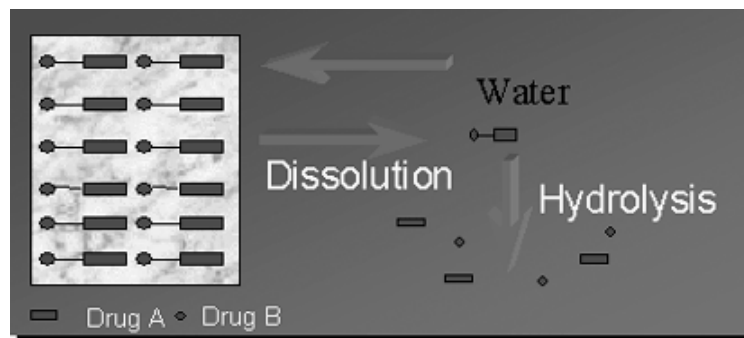 Water
Dissolution
Hydrolysis
Drug A
Drug B